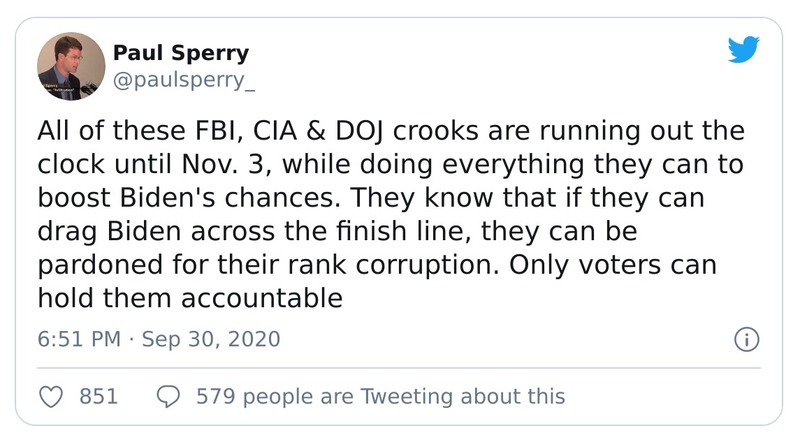 Paul Sperry
@paulsperry_
All of these FBI, CIA & DOJ crooks are running out the
clock until Nov. 3, while doing everything they can to
boost Biden's chances. They know that if they can
drag Biden across the finish line, they can be
pardoned for their rank corruption. Only voters can
hold them accountable
6:51 PM · Sep 30, 2020
851 579 people are Tweeting about this